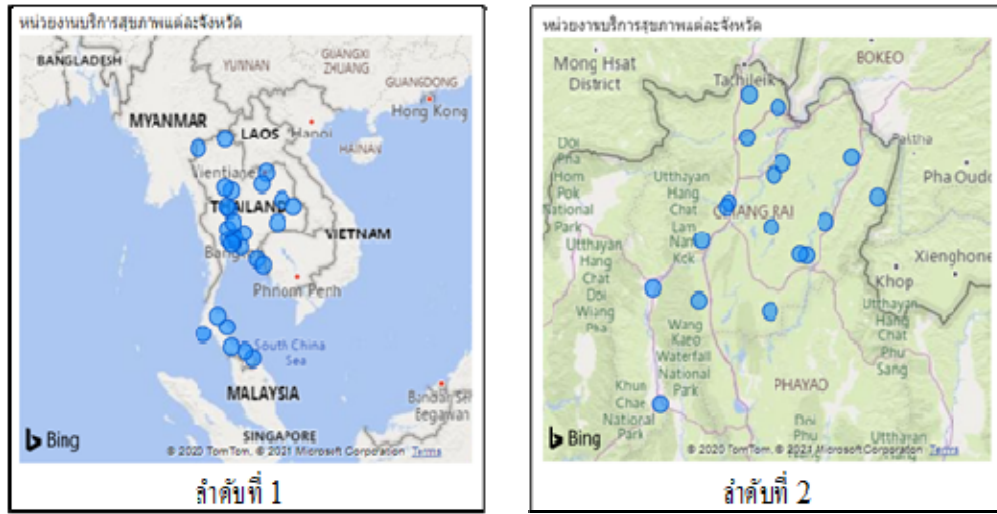 หน่วยงานบริการสุขภาพแต่ละจังหวัด
BANGLADESH
YUNNAN
GUANGXI
ZHUANG
GUANGDONG
Hong Kong
MYANMAR
LAOS
Hanoi
HAINAN
Vientiane
THAILAND
VIETNAM
Phnom Penh
South China
Sea
MALAYSIA
Bandar Seri
Begawan
SINGAPORE
Bing
© 2020 TomTom, © 2021 Microsoft Corporation Terms
ลำดับที่ 1
หน่วยงานบริการสุขภาพแต่ละจังหวัด
Mong Hsat
District
Tachileik
BOKEO
Doi
Pha
Hom
Pok
National
Park
Utthayan
Hang
Chat
Lam
Nam
Kok
CHIANG RAI
Pha Oudo
Utthayan
Hang
Chat
Doi
Wiang
Pha
Xienghone
Khop
Utthayan
Hang
Chat
Phu
Sang
Wang
Kaeo
Waterfall
National
Park
PHAYAO
Khun
Chae
National
Park
Doi
Phu
Utthayan
Hang
Bing
© 2020 TomTom, © 2021 Microsoft Corporation Terms
ลำดับที่ 2